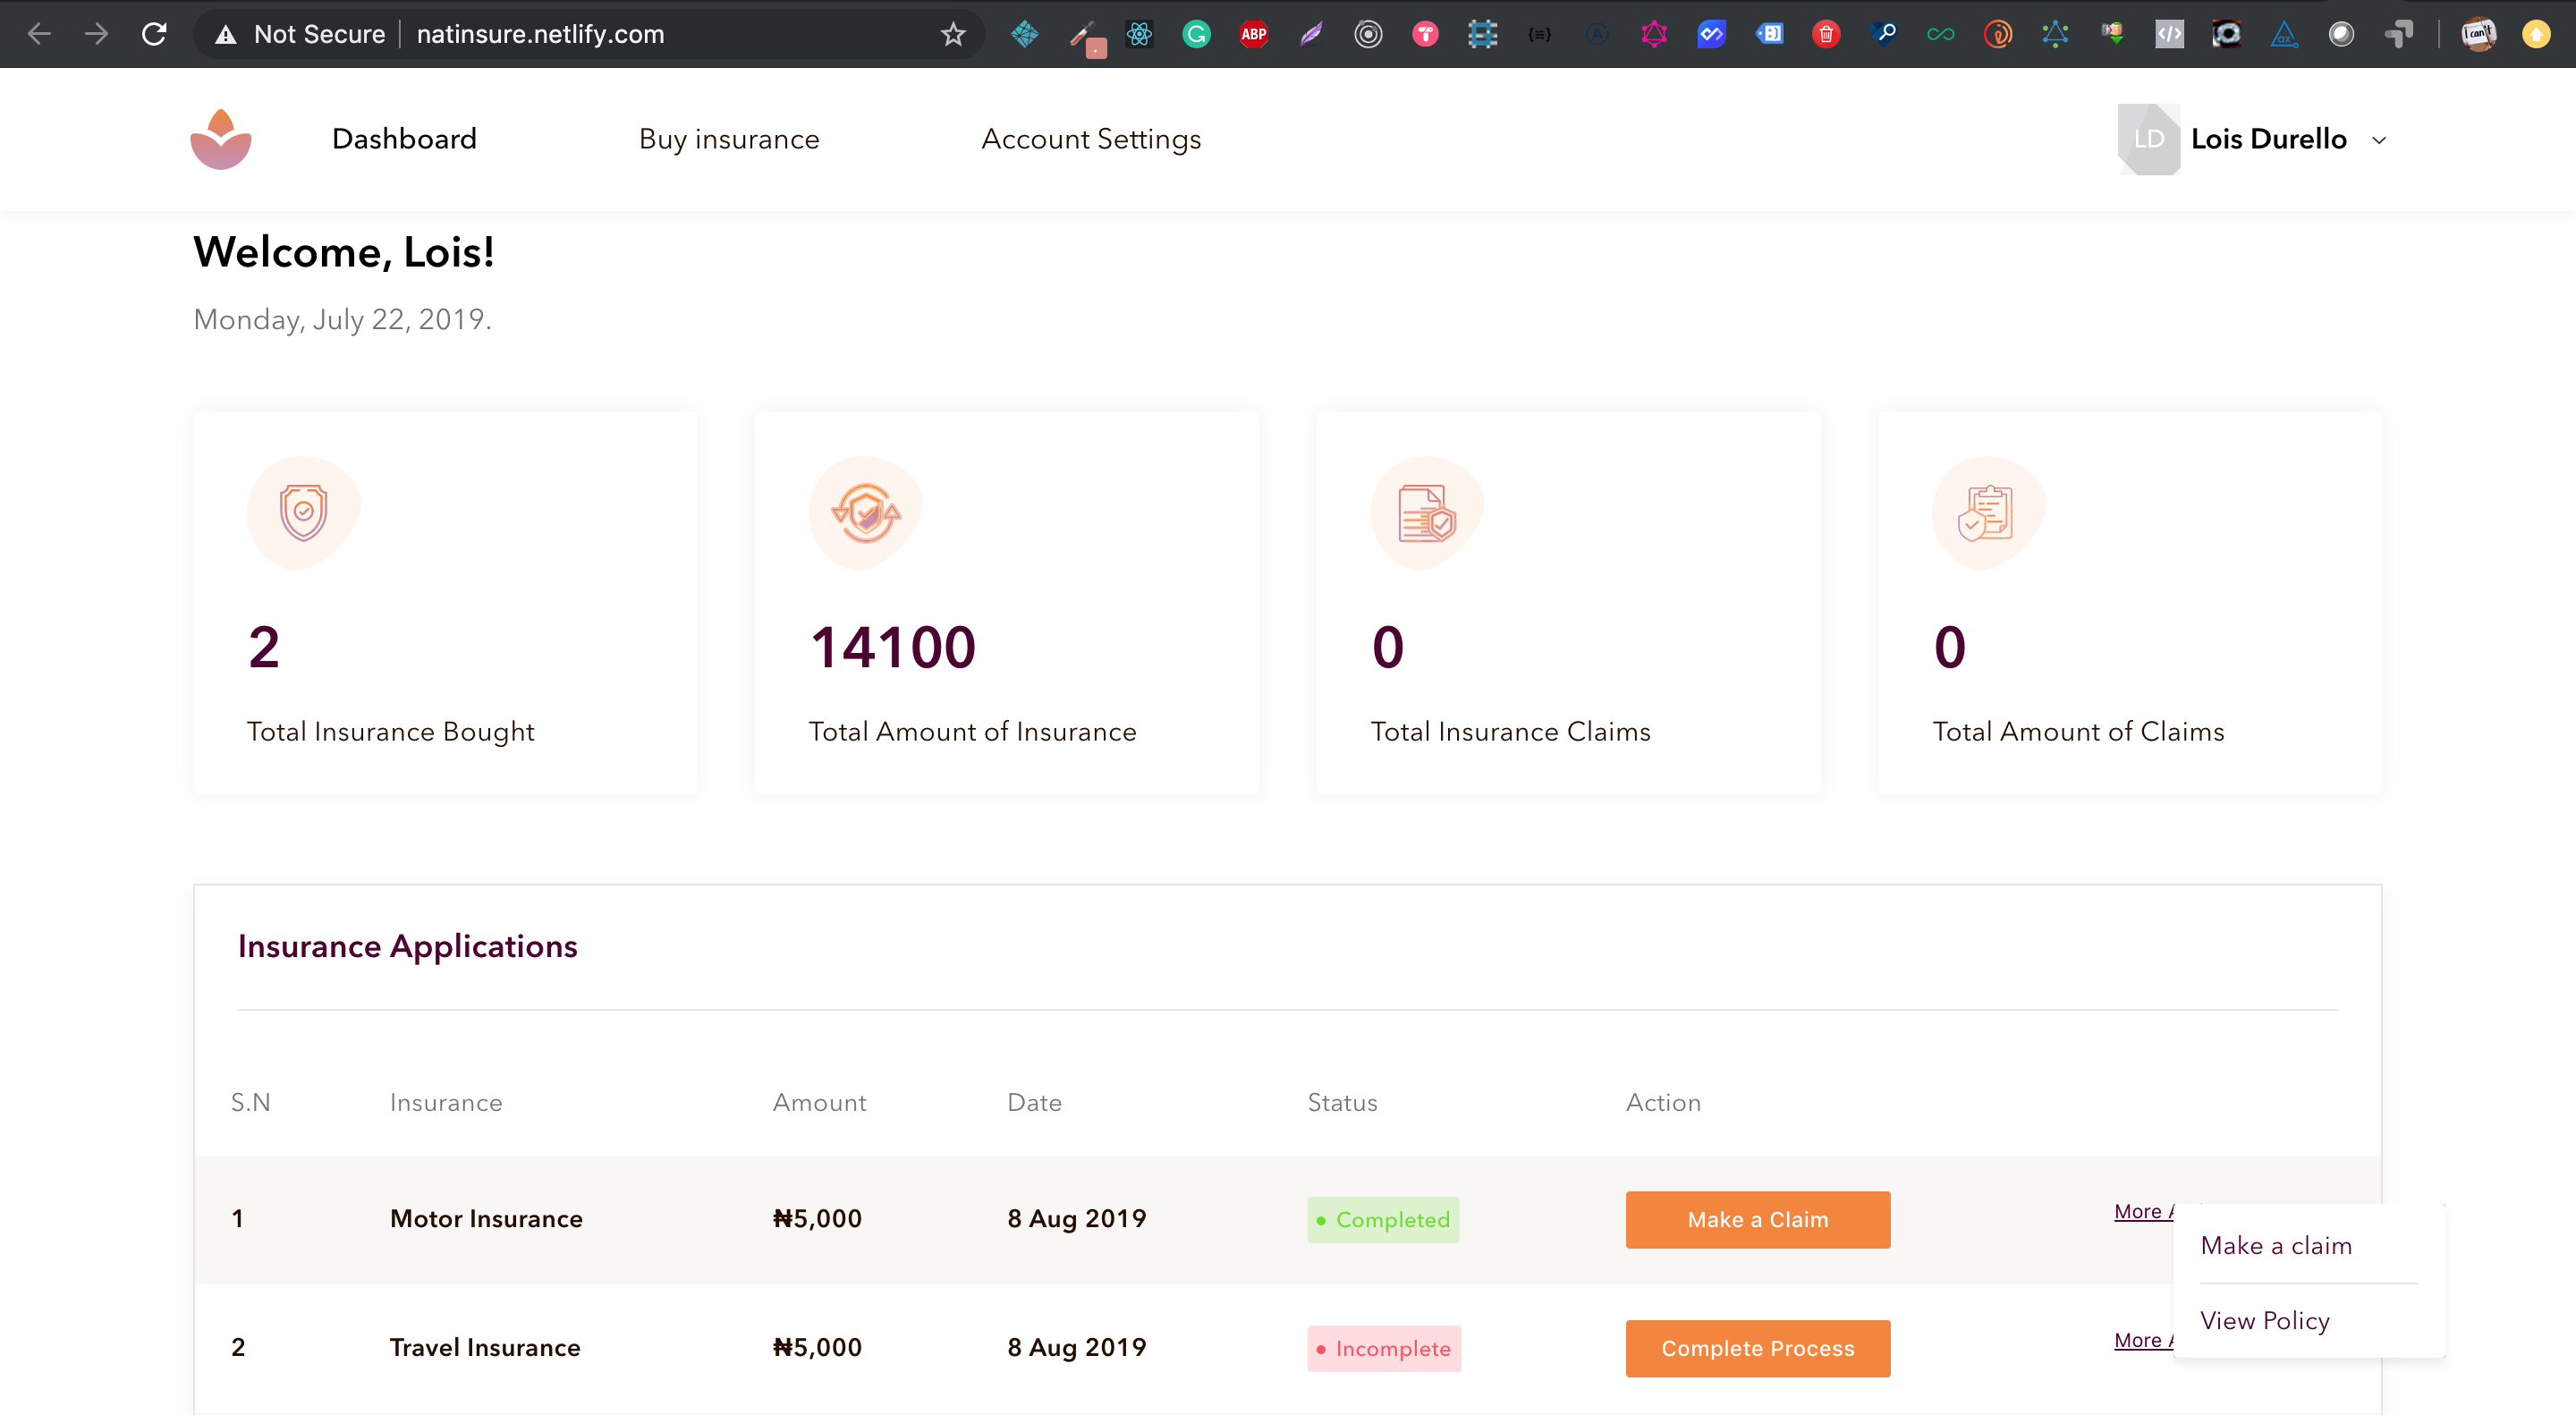 Not Secure natinsure.netlify.com
ABP
Dashboard Buy insurance Account Settings LD Lois Durello
Welcome, Lois!
Monday, July 22, 2019.
2 14100 0 0
Total Insurance Bought Total Amount of Insurance Total Insurance Claims Total Amount of Claims
Insurance Applications
S.N Insurance Amount Date Status Action
1 Motor Insurance ₦5,000 8 Aug 2019 Completed Make a Claim More
Make a claim
View Policy
2 Travel Insurance ₦5,000 8 Aug 2019 Incomplete Complete Process More